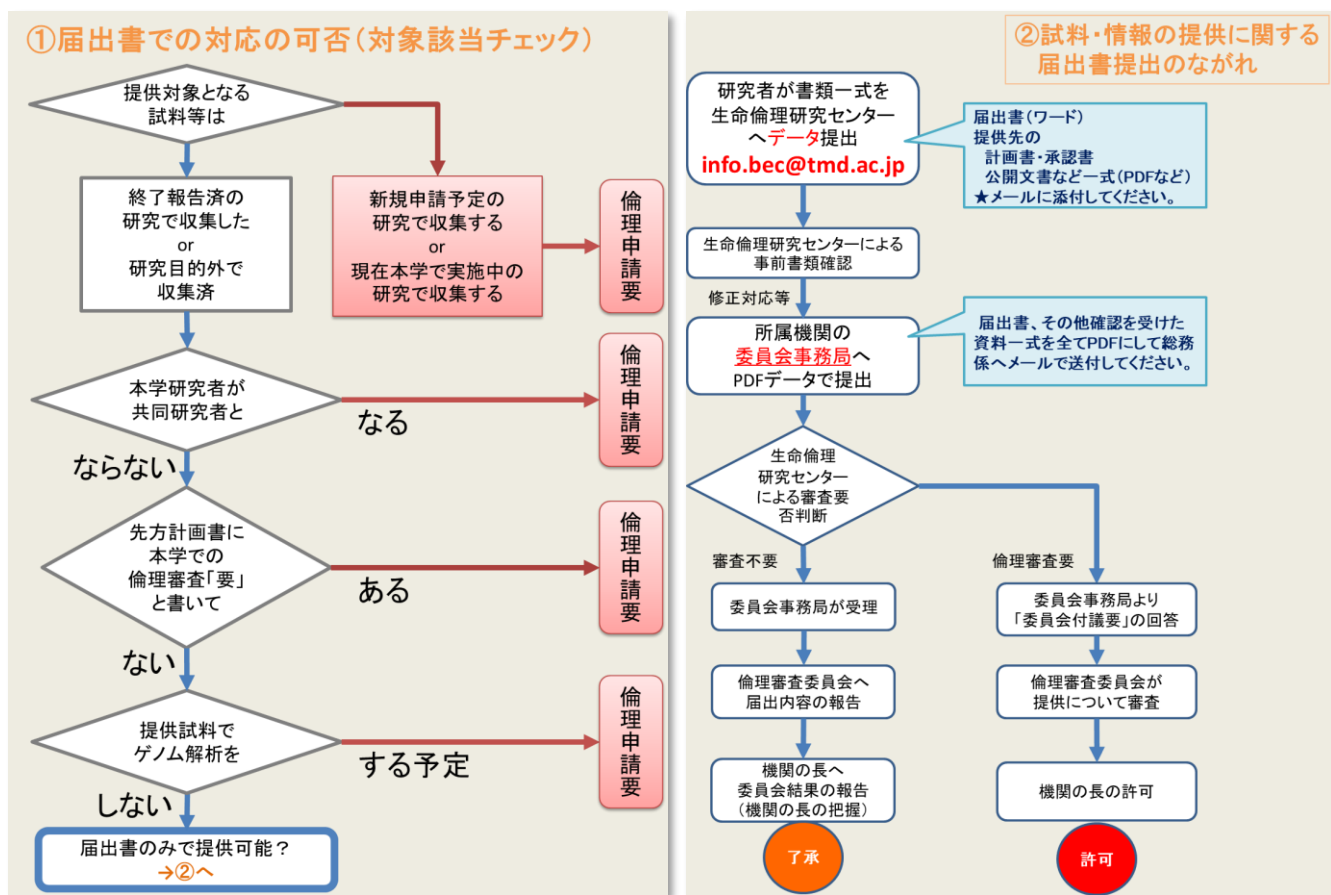 ①届出書での対応の可否(対象該当チェック)
提供対象となる
試料等は
終了報告済の
研究で収集した
or
研究目的外で
収集済
新規申請予定の
研究で収集する
or
現在本学で実施中の
研究で収集する
倫理申請要
本学研究者が
共同研究者と
なる
倫理申請要
ならない
先方計画書に
本学での
倫理審査「要」
と書いて
ある
倫理申請要
ない
提供試料で
ゲノム解析を
する予定
倫理申請要
しない
届出書のみで提供可能?
→②へ
②試料・情報の提供に関する
届出書提出のながれ
研究者が書類一式を
生命倫理研究センター
へデータ提出
info.bec@tmd.ac.jp
届出書(ワード)
提供先の
計画書・承認書
公開文書など一式(PDFなど)
★メールに添付してください。
生命倫理研究センターによる
事前書類確認
修正対応等
所属機関の
委員会事務局へ
PDFデータで提出
届出書、その他確認を受けた
資料一式を全てPDFにして総務
係へメールで送付してください。
生命倫理
研究センター
による審査要
否判断
審査不要
倫理審査要
委員会事務局が受理
委員会事務局より
「委員会付議要」の回答
倫理審査委員会へ
届出内容の報告
倫理審査委員会が
提供について審査
機関の長へ
委員会結果の報告
(機関の長の把握)
機関の長の許可
了承
許可